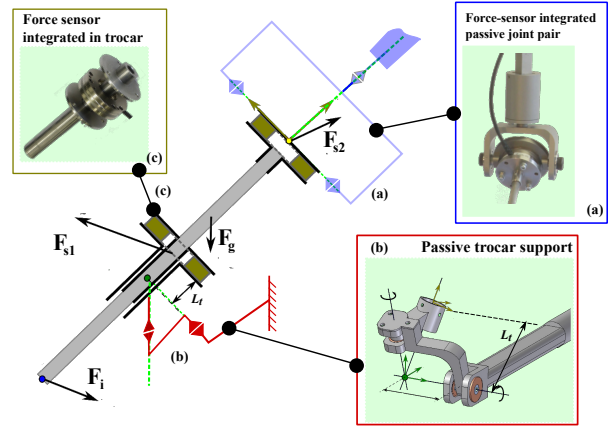 Force sensor
integrated in trocar
(c)
(c)
Force-sensor integrated
passive joint pair
(a)
F_s2
(a)
F_s1
F_g
L_t
(b)
F_i
(b) Passive trocar support
L_t